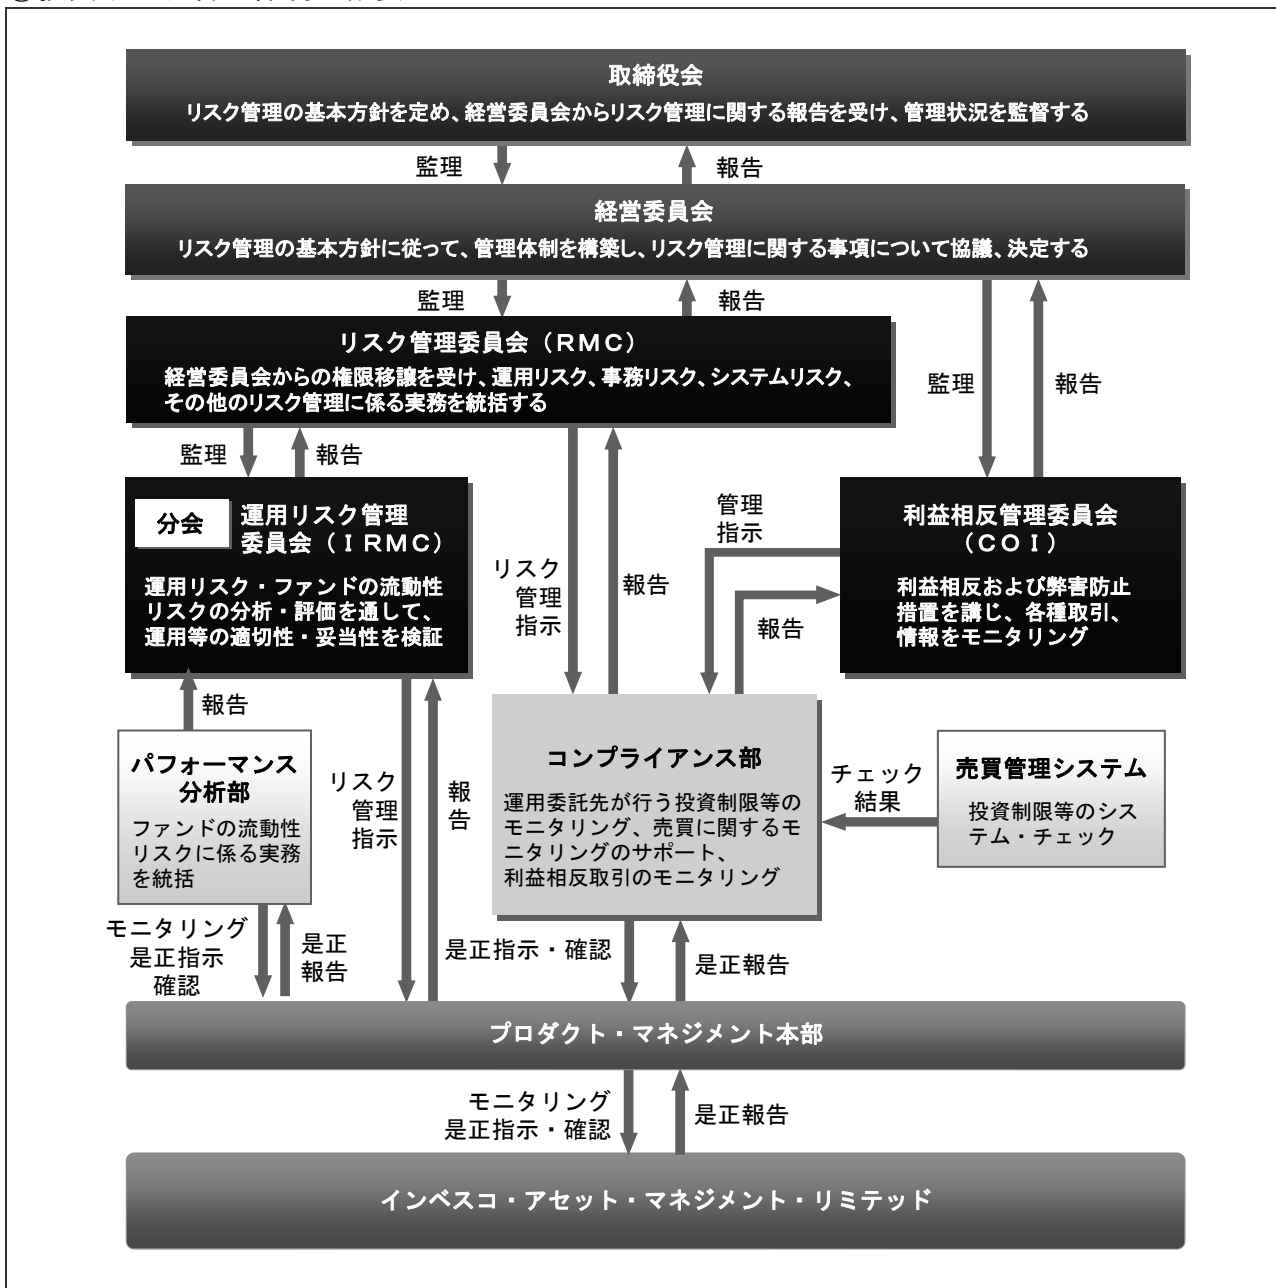 取締役会
リスク管理の基本方針を定め、経営委員会からリスク管理に関する報告を受け、管理状況を監督する
監理
報告
経営委員会
リスク管理の基本方針に従って、管理体制を構築し、リスク管理に関する事項について協議、決定する
監理
報告
リスク管理委員会（ＲＭＣ）
経営委員会からの権限移譲を受け、運用リスク、事務リスク、システムリスク、
その他のリスク管理に係る実務を統括する
監理
報告
監理
報告
分会
運用リスク管理
委員会（ＩＲＭＣ）
運用リスク・ファンドの流動性
リスクの分析・評価を通して、
運用等の適切性・妥当性を検証
リスク
管理
指示
報告
管理
指示
報告
利益相反管理委員会
（ＣＯＩ）
利益相反および弊害防止
措置を講じ、各種取引、
情報をモニタリング
報告
パフォーマンス
分析部
ファンドの流動性
リスクに係る実務
を統括
リスク
管理
指示
報
告
コンプライアンス部
運用委託先が行う投資制限等の
モニタリング、売買に関するモ
ニタリングのサポート、
利益相反取引のモニタリング
チェック
結果
売買管理システム
投資制限等のシス
テム・チェック
モニタリング
是正指示
確認
是正
報告
是正指示・確認
是正報告
プロダクト・マネジメント本部
モニタリング
是正指示・確認
是正報告
インベスコ・アセット・マネジメント・リミテッド